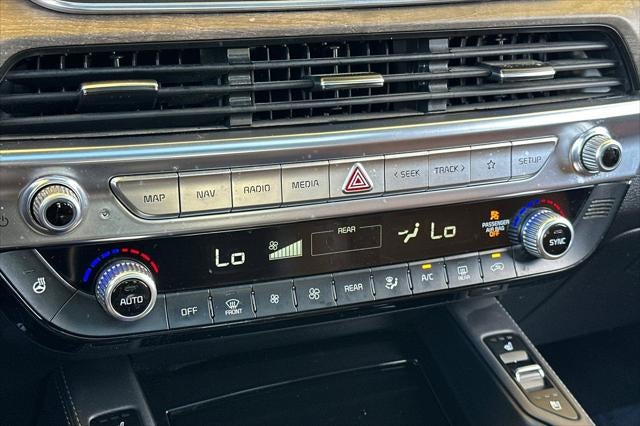 MAP NAV RADIO MEDIA < SEEK TRACK > SETUP
Lo REAR Lo PASSENGER
AIR BAG
OFF
AUTO SYNC
OFF FRONT REAR A/C REAR